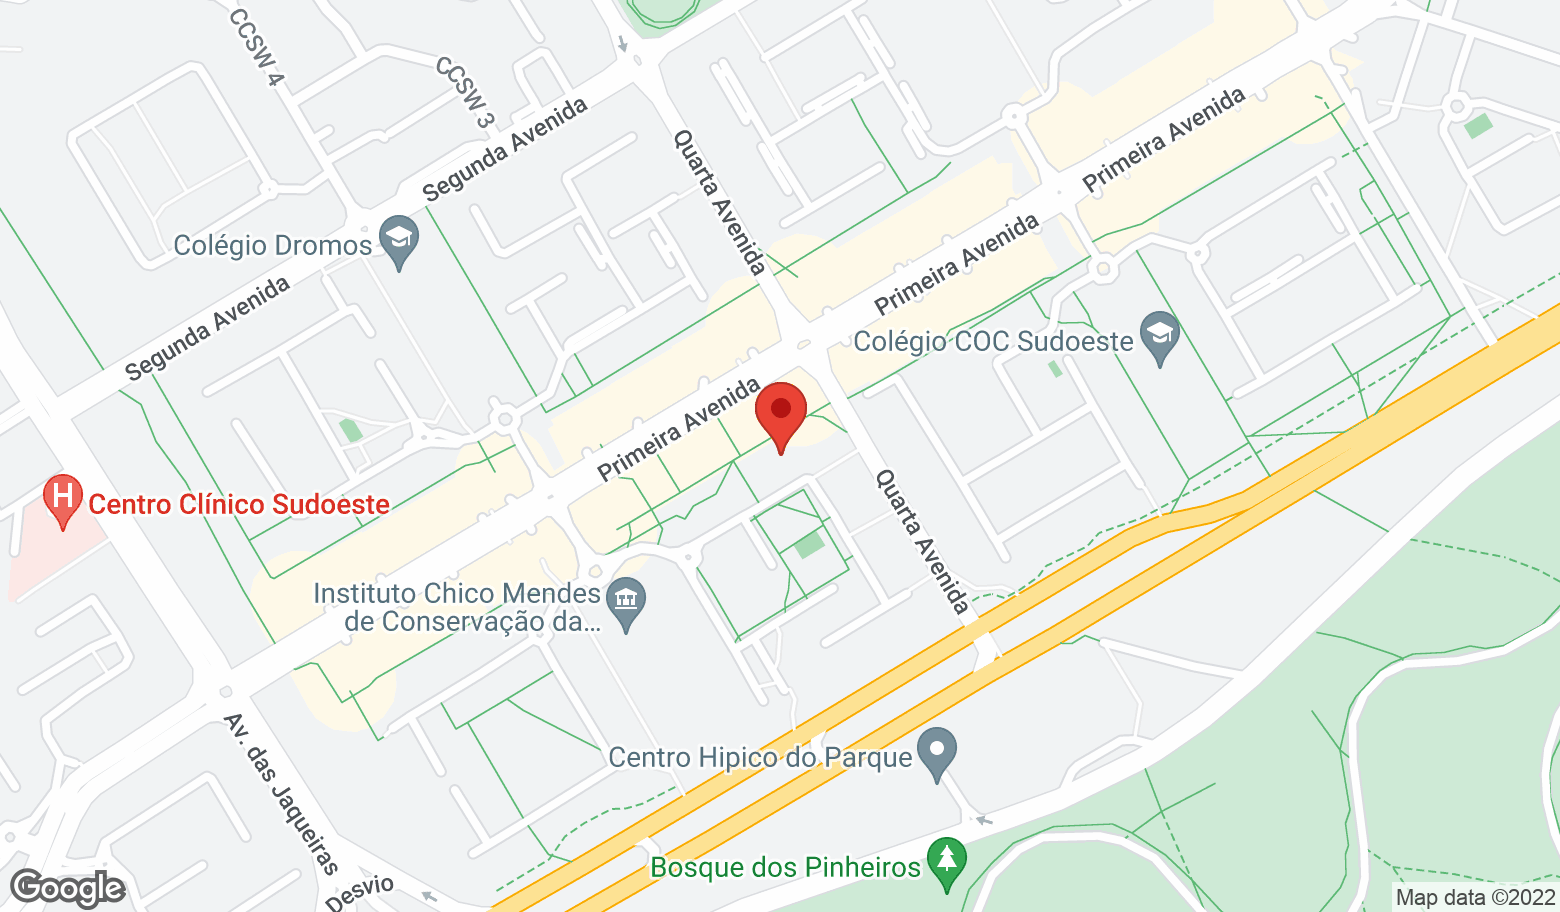 CCSW 4
CCSW 3
Segunda Avenida
Quarta Avenida
Primeira Avenida
Primeira Avenida
Colégio Dromos
Segunda Avenida
Colégio COC Sudoeste
Primeira Avenida
Centro Clínico Sudoeste
H
Quarta Avenida
Instituto Chico Mendes
de Conservação da...
Av. das Jaqueiras
Centro Hipico do Parque
Bosque dos Pinheiros
Desvio
Google
Map data ©2022